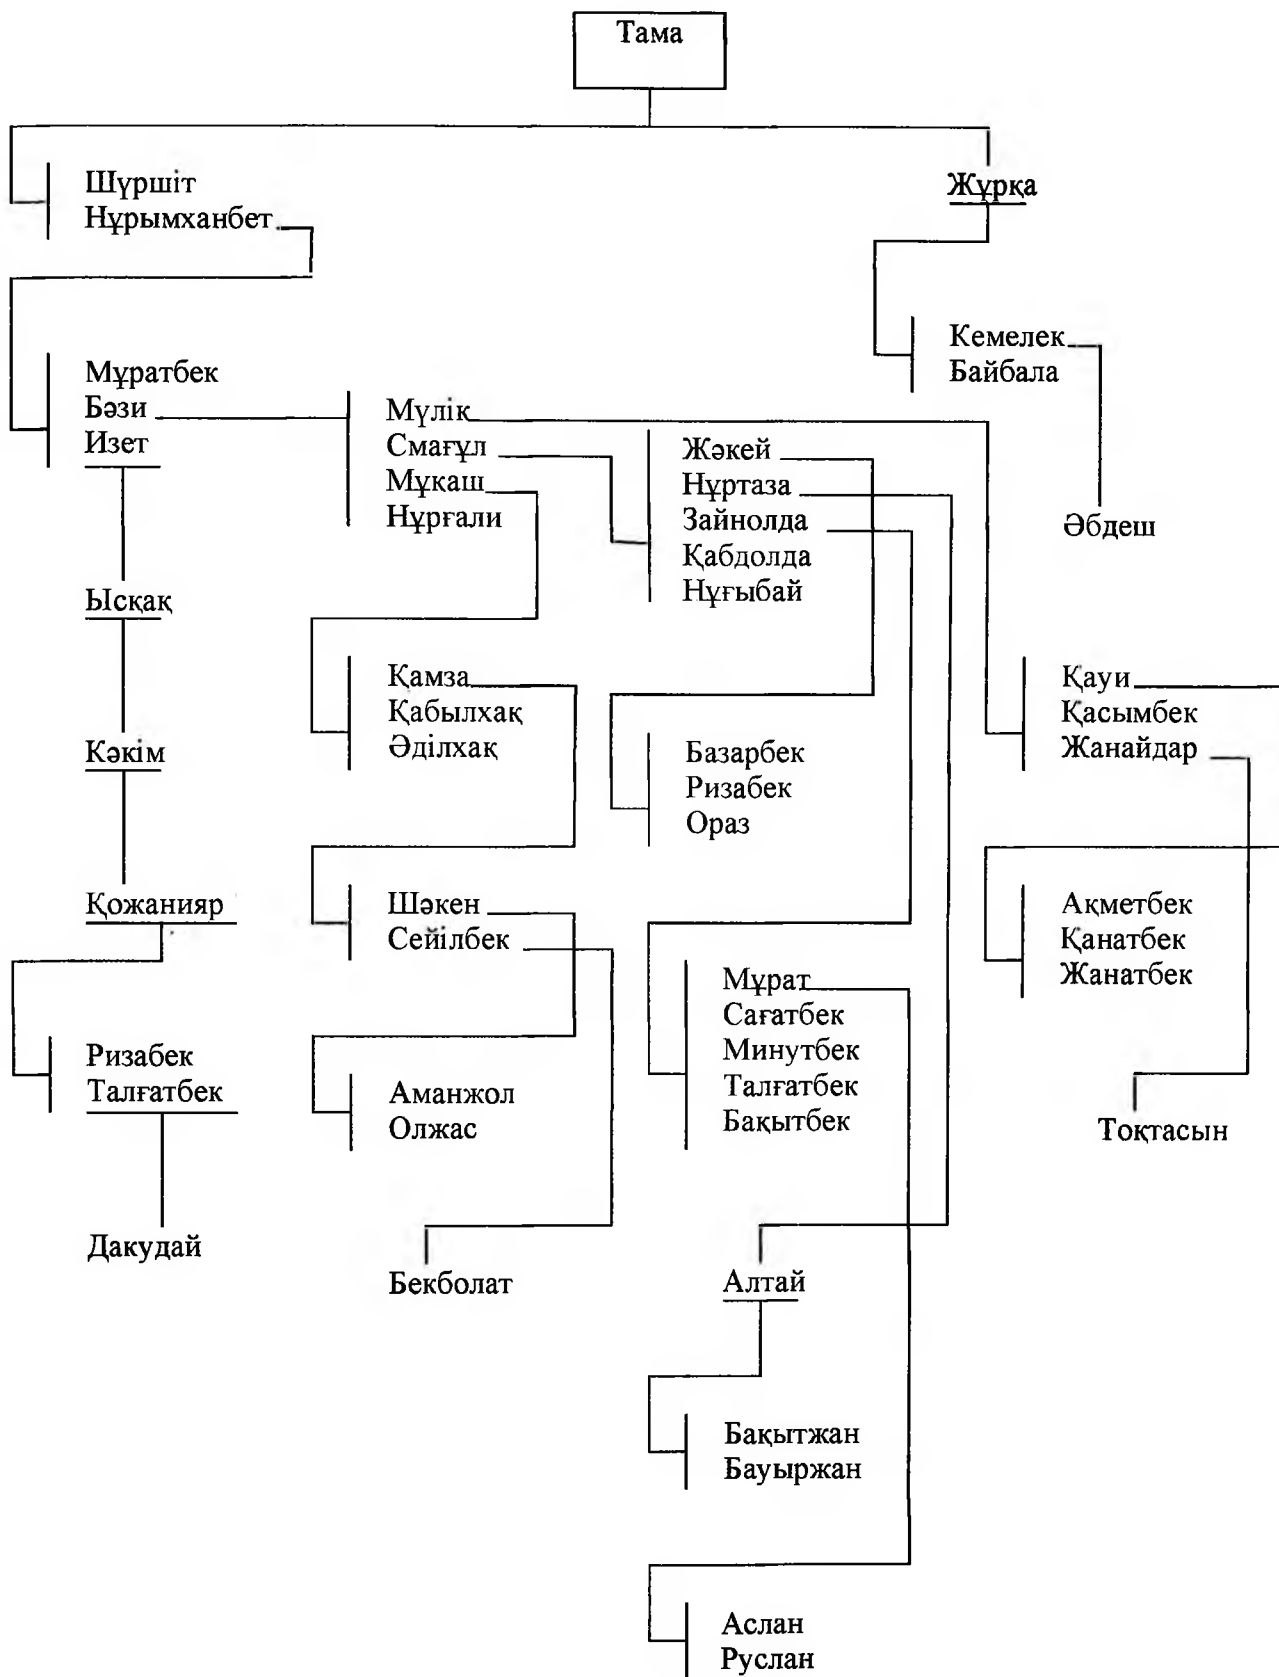 Тама
Шүршіт
Нұрымханбет
Жұрқа
Кемелек
Байбала
Әбдеш
Мұратбек
Бәзи
Изет
Мүлік
Смағұл
Мұкаш
Нұрғали
Жәкей
Нұртаза
Зайнолда
Қабдолда
Нұғыбай
Ысқақ
Кәкім
Қожанияр
Ризабек
Талғатбек
Дакудай
Қамза
Қабылхақ
Әділхақ
Шәкен
Сейілбек
Аманжол
Олжас
Бекболат
Базарбек
Ризабек
Ораз
Мұрат
Сағатбек
Минутбек
Талғатбек
Бақытбек
Алтай
Бақытжан
Бауыржан
Аслан
Руслан
Қауи
Қасымбек
Жанайдар
Ақметбек
Қанатбек
Жанатбек
Тоқтасын